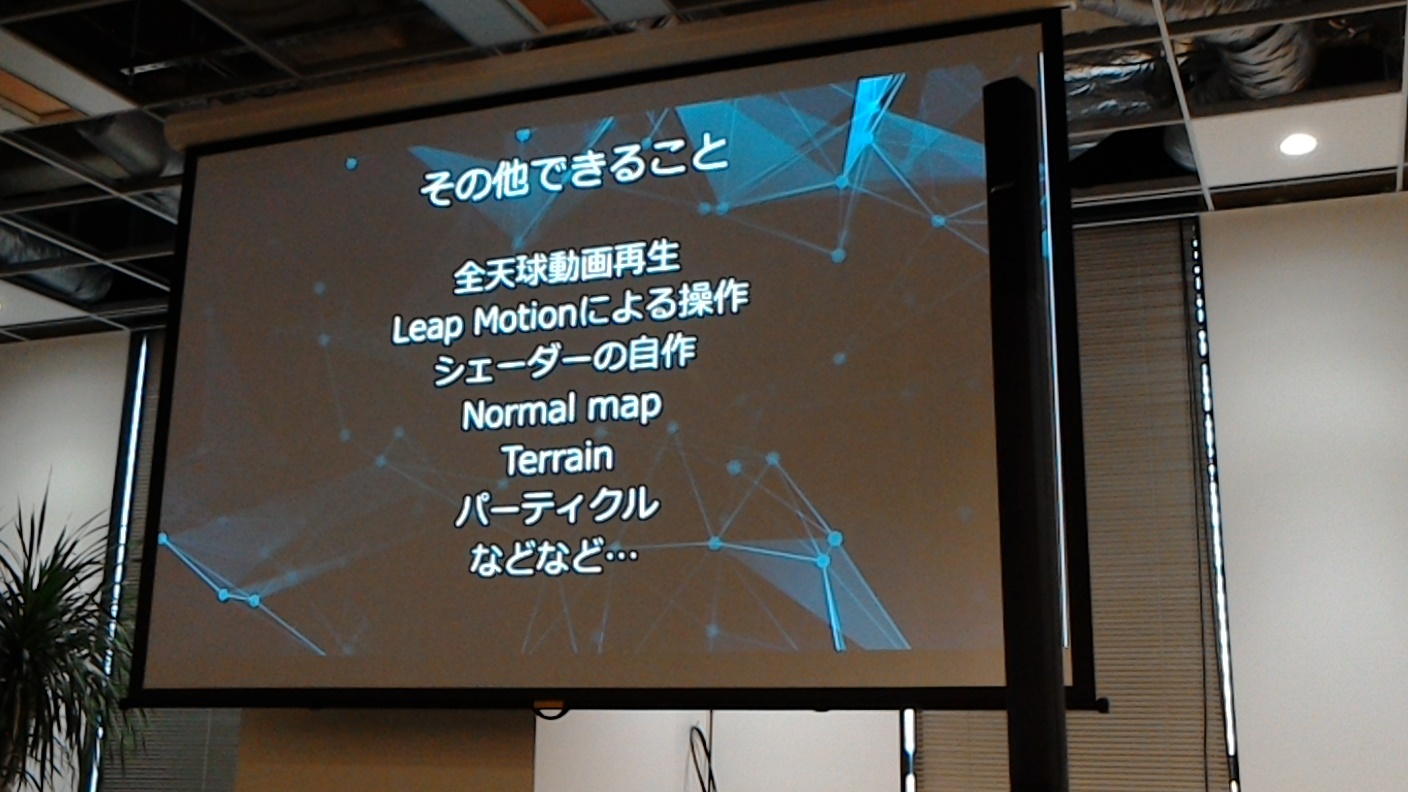 その他できること
全天球動画再生
Leap Motionによる操作
シェーダーの自作
Normal map
Terrain
パーティクル
などなど…